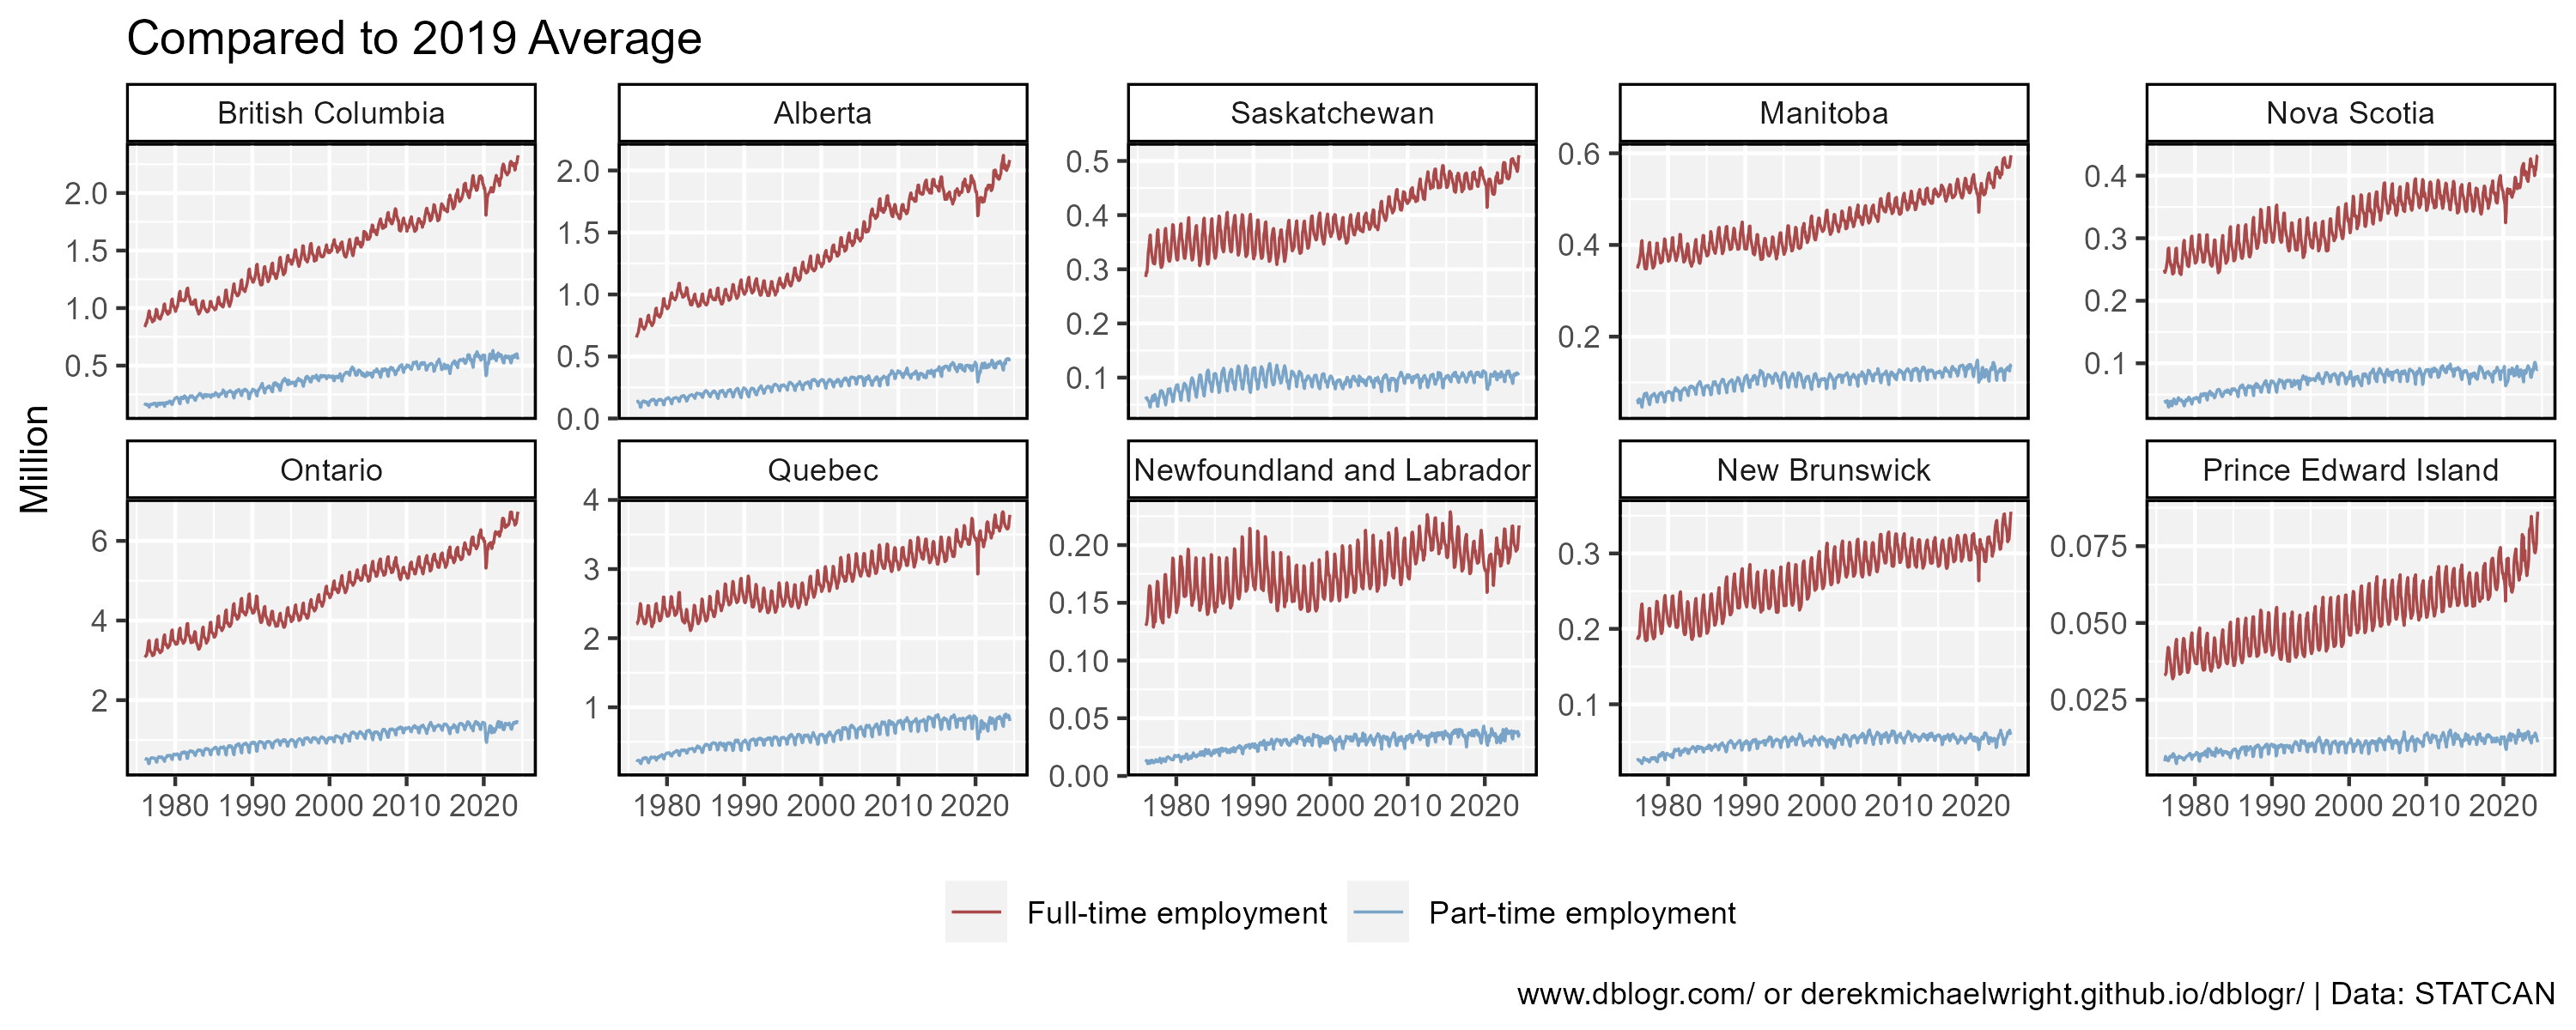 Compared to 2019 Average
British Columbia
Alberta
Saskatchewan
Manitoba
Nova Scotia
2.0
1.5
1.0
0.5
2.0
1.5
1.0
0.5
0.0
0.5
0.4
0.3
0.2
0.1
0.6
0.4
0.2
0.4
0.3
0.2
0.1
Million
Ontario
Quebec
Newfoundland and Labrador
New Brunswick
Prince Edward Island
6
4
2
4
3
2
1
0.20
0.15
0.10
0.05
0.00
0.3
0.2
0.1
0.075
0.050
0.025
1980 1990 2000 2010 2020
1980 1990 2000 2010 2020
1980 1990 2000 2010 2020
1980 1990 2000 2010 2020
1980 1990 2000 2010 2020
Full-time employment
Part-time employment
www.dblogr.com/ or derekmichaelwright.github.io/dblogr/ | Data: STATCAN